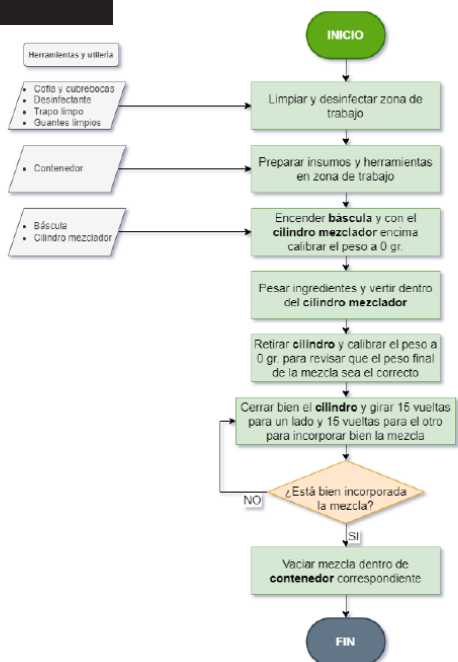 INICIO
Herramientas y utilería
• Cofia y cubrebocas
• Desinfectante
• Trapo limpo
• Guantes limpios
Limpiar y desinfectar zona de
trabajo
• Contenedor
Preparar insumos y herramientas
en zona de trabajo
• Báscula
• Cilindro mezclador
Encender báscula y con el
cilindro mezclador encima
calibrar el peso a 0 gr.
Pesar ingredientes y vertir dentro
del cilindro mezclador
Retirar cilindro y calibrar el peso a
0 gr. para revisar que el peso final
de la mezcla sea el correcto
Cerrar bien el cilindro y girar 15 vueltas
para un lado y 15 vueltas para el otro
para incorporar bien la mezcla
¿Está bien incorporada
la mezcla?
NO
SI
Vaciar mezcla dentro de
contenedor correspondiente
FIN